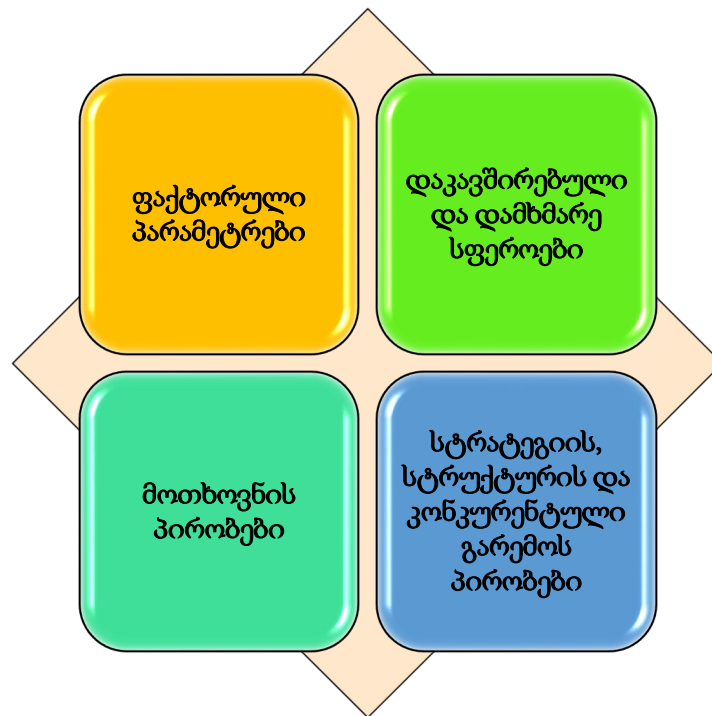 ფაქტორული
პარამეტრები
დაკავშირებული
და დამხმარე
სფეროები
მოთხოვნის
პირობები
სტრატეგიის,
სტრუქტურის და
კონკურენტული
გარემოს
პირობები